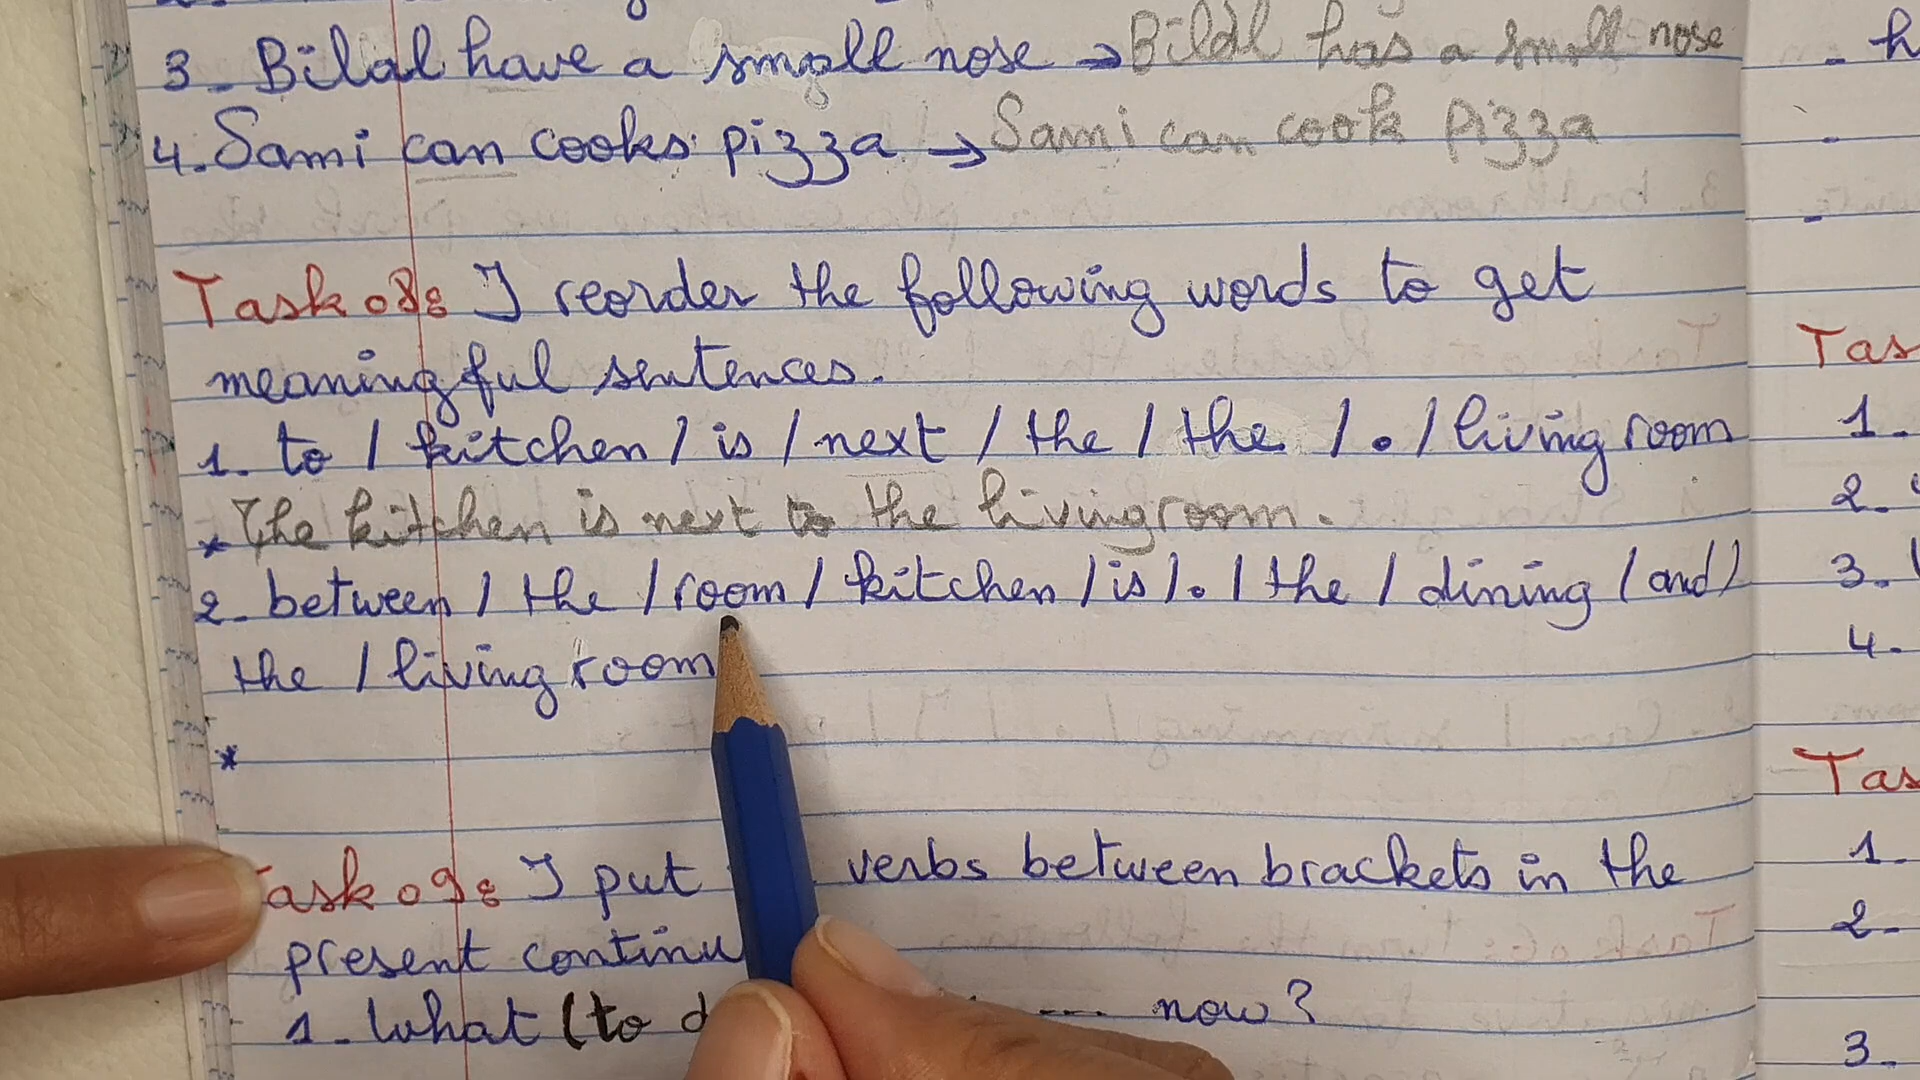 3_ Bilal have a small nose → Bilal has a small nose
4. Sami can cooks pizza → Sami can cook pizza
Task 08: I reorder the following words to get
meaningful sentences.
1. to / kitchen / is / next / the / the / . / living room
* The kitchen is next to the living room.
2. between / the / room / kitchen / is / . / the / dining / and /
the / living room
*
Task 09: I put verbs between brackets in the
present continu
1_ What (to d --- now?
Tas
1.
2.
3.
4.
Tas
1.
2-
3.